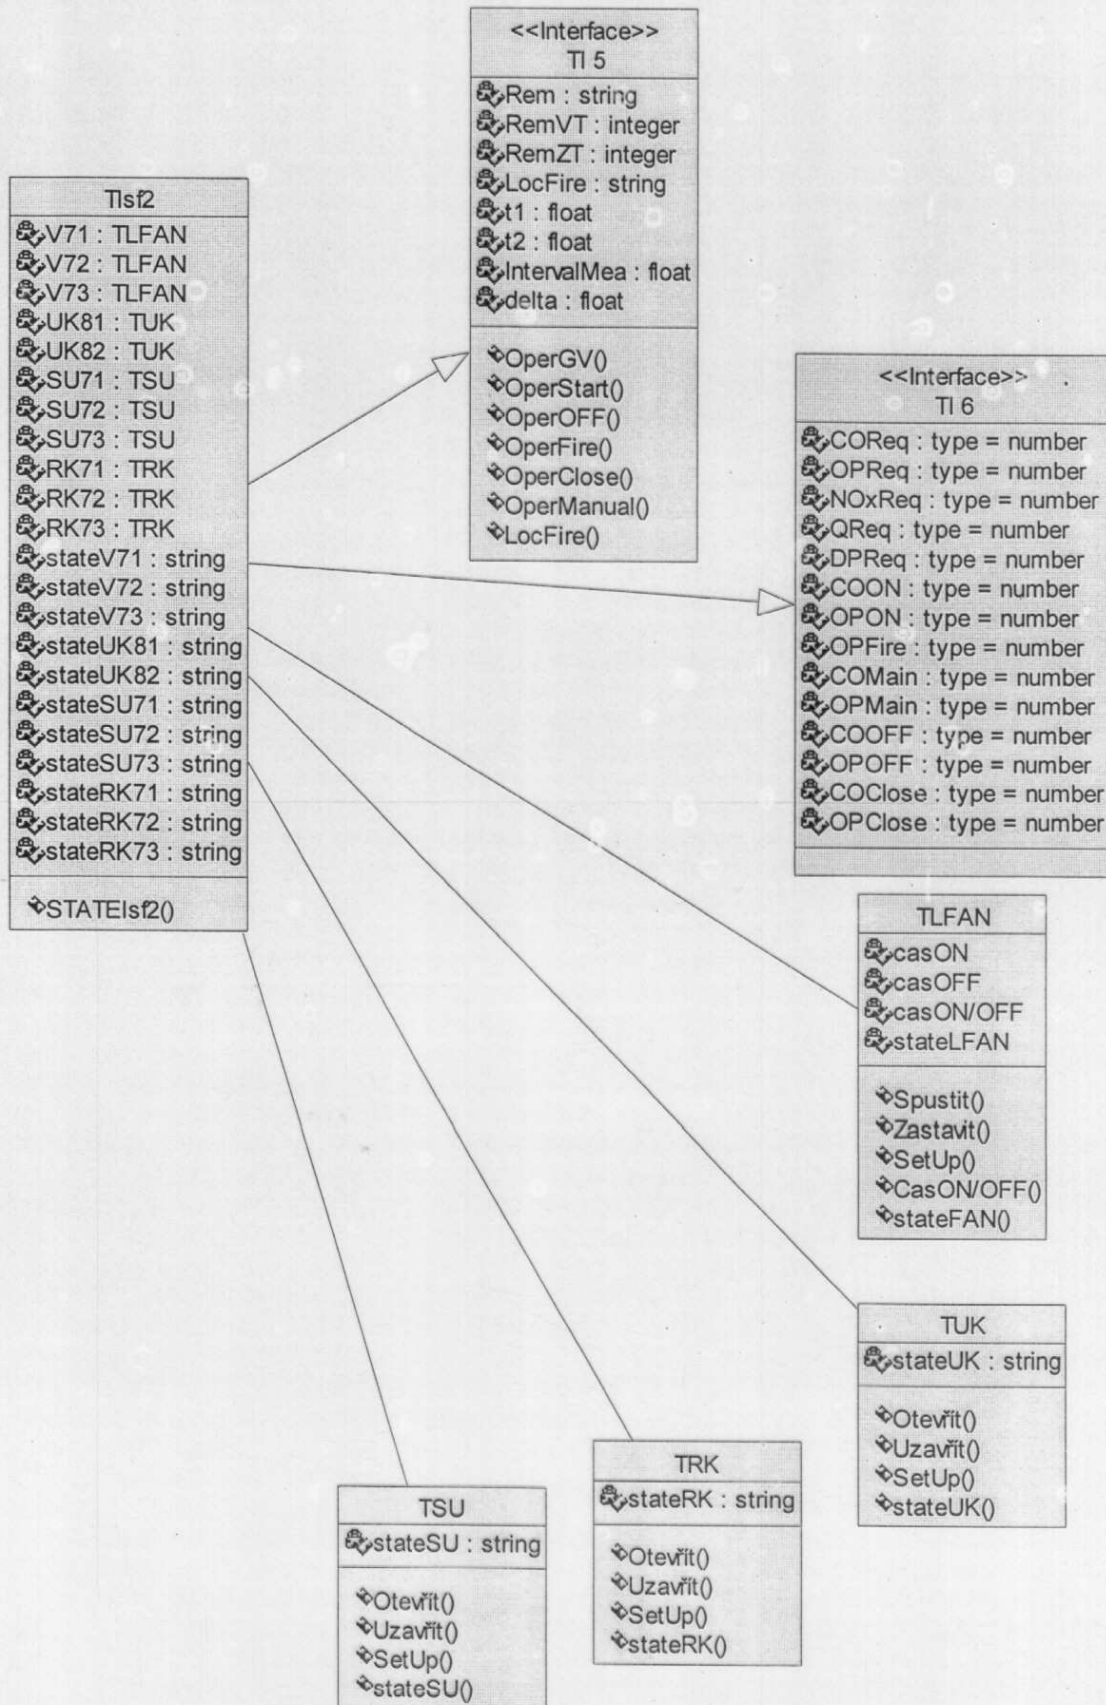 <<Interface>>
TI 5
Rem : string
RemVT : integer
RemZT : integer
LocFire : string
t1 : float
t2 : float
IntervalMea : float
delta : float
OperGV()
OperStart()
OperOFF()
OperFire()
OperClose()
OperManual()
LocFire()
TIsf2
V71 : TLFAN
V72 : TLFAN
V73 : TLFAN
UK81 : TUK
UK82 : TUK
SU71 : TSU
SU72 : TSU
SU73 : TSU
RK71 : TRK
RK72 : TRK
RK73 : TRK
stateV71 : string
stateV72 : string
stateV73 : string
stateUK81 : string
stateUK82 : string
stateSU71 : string
stateSU72 : string
stateSU73 : string
stateRK71 : string
stateRK72 : string
stateRK73 : string
STATEIsf2()
<<Interface>>
TI 6
COReq : type = number
OPReq : type = number
NOxReq : type = number
QReq : type = number
DPReq : type = number
COON : type = number
OPON : type = number
OPFire : type = number
COMain : type = number
OPMain : type = number
COOFF : type = number
OPOFF : type = number
COClose : type = number
OPClose : type = number
TLFAN
casON
casOFF
casON/OFF
stateLFAN
Spustit()
Zastavit()
SetUp()
CasON/OFF()
stateFAN()
TUK
stateUK : string
Otevřít()
Uzavřít()
SetUp()
stateUK()
TRK
stateRK : string
Otevřít()
Uzavřít()
SetUp()
stateRK()
TSU
stateSU : string
Otevřít()
Uzavřít()
SetUp()
stateSU()